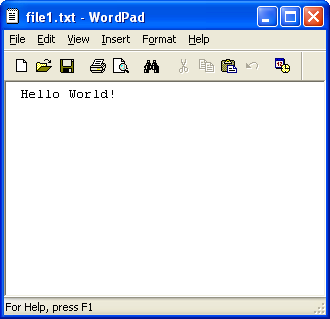 file1.txt - WordPad
File Edit View Insert Format Help
Hello World!
For Help, press F1